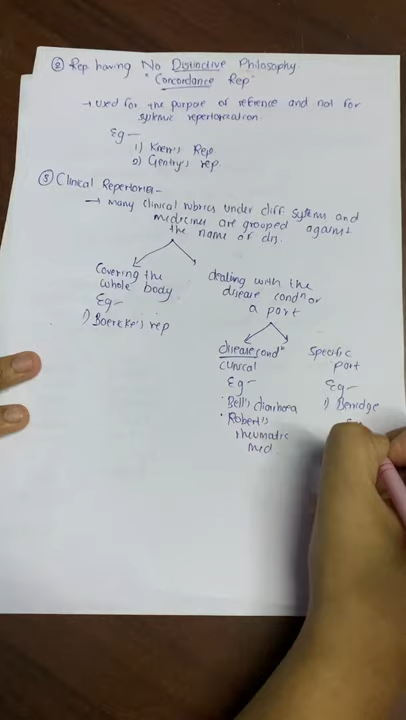 ② Rep having No Distinctive Philosophy
"Concordance Rep"
→ Used for the purpose of reference and not for
systemic repertorization.
Eg —
1) Knerr's Rep.
2) Gentry's rep.
③ Clinical Repertories —
→ many clinical rubrics under diff systems and
medicines are grouped against
the name of drs.
Covering the
whole body
Eg —
1) Boericke's rep
dealing with the
disease condⁿ or
a part
disease condⁿ
Clinical
Eg —
Bell's diarrhoea
Robert's
rheumatic
med.
Specific
part
Eg —
1) Berridge